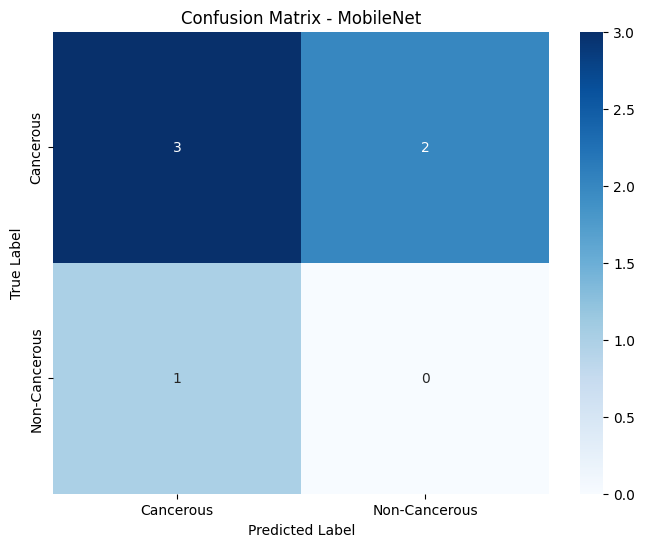 Confusion Matrix - MobileNet
True Label
Cancerous
Non-Cancerous
3
2
1
0
Cancerous
Non-Cancerous
Predicted Label
3.0
2.5
2.0
1.5
1.0
0.5
0.0